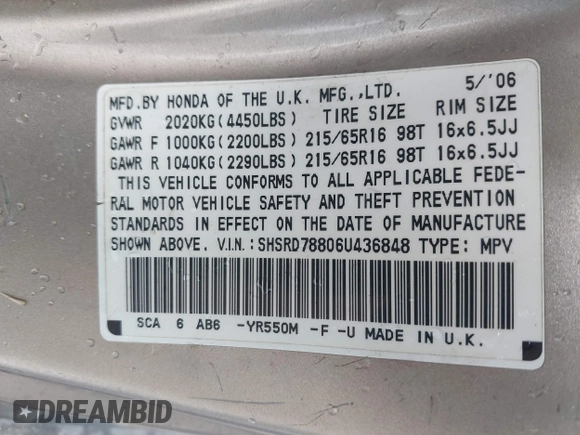 5/'06
MFD.BY HONDA OF THE U.K. MFG.,LTD.
GVWR 2020KG(4450LBS) TIRE SIZE RIM SIZE
GAWR F 1000KG(2200LBS) 215/65R16 98T 16x6.5JJ
GAWR R 1040KG(2290LBS) 215/65R16 98T 16x6.5JJ
THIS VEHICLE CONFORMS TO ALL APPLICABLE FEDE-
RAL MOTOR VEHICLE SAFETY AND THEFT PREVENTION
STANDARDS IN EFFECT ON THE DATE OF MANUFACTURE
SHOWN ABOVE. V.I.N.:SHSRD78806U436848 TYPE: MPV
SCA 6 AB6 -YR550M -F -U MADE IN U.K.
DREAMBID